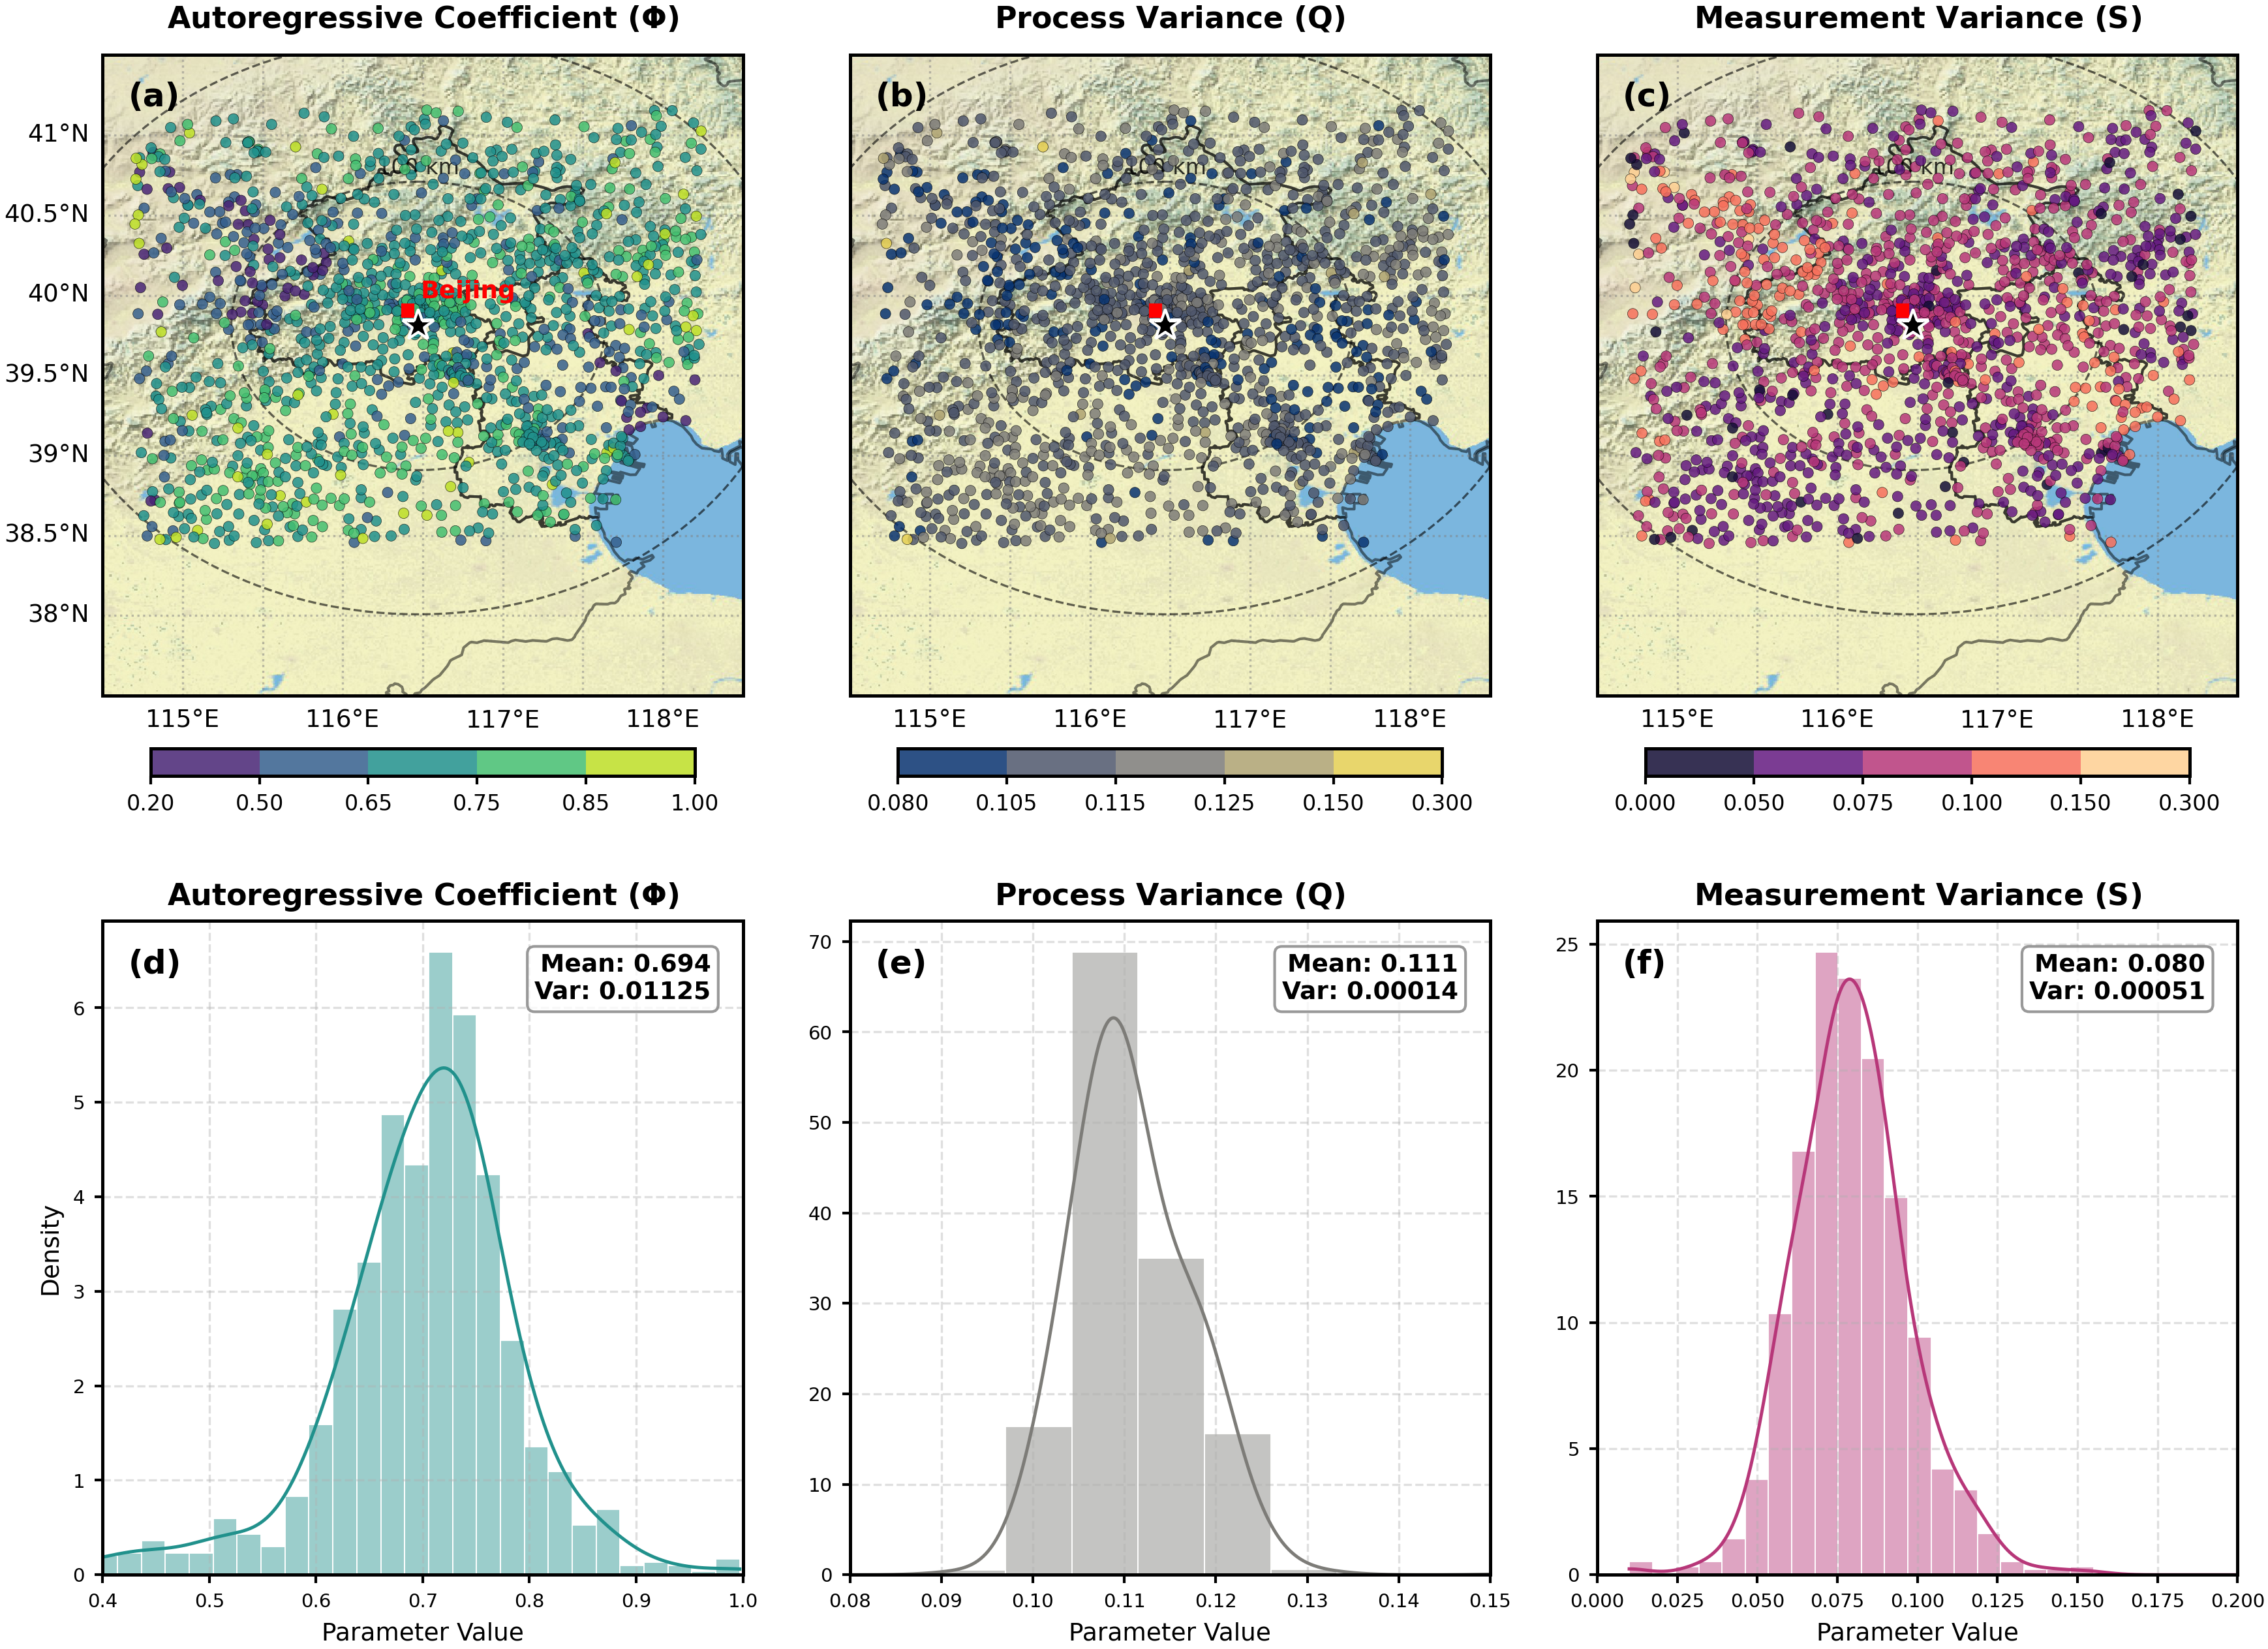 Autoregressive Coefficient (Φ)
Process Variance (Q)
Measurement Variance (S)
(a)
(b)
(c)
41°N
40.5°N
40°N
39.5°N
39°N
38.5°N
38°N
km
km
km
Beijing
115°E 116°E 117°E 118°E
115°E 116°E 117°E 118°E
115°E 116°E 117°E 118°E
0.20 0.50 0.65 0.75 0.85 1.00
0.080 0.105 0.115 0.125 0.150 0.300
0.000 0.050 0.075 0.100 0.150 0.300
Autoregressive Coefficient (Φ)
(d)
Mean: 0.694
Var: 0.01125
Density
6
5
4
3
2
1
0
0.4 0.5 0.6 0.7 0.8 0.9 1.0
Parameter Value
Process Variance (Q)
(e)
Mean: 0.111
Var: 0.00014
70
60
50
40
30
20
10
0
0.08 0.09 0.10 0.11 0.12 0.13 0.14 0.15
Parameter Value
Measurement Variance (S)
(f)
Mean: 0.080
Var: 0.00051
25
20
15
10
5
0
0.000 0.025 0.050 0.075 0.100 0.125 0.150 0.175 0.200
Parameter Value